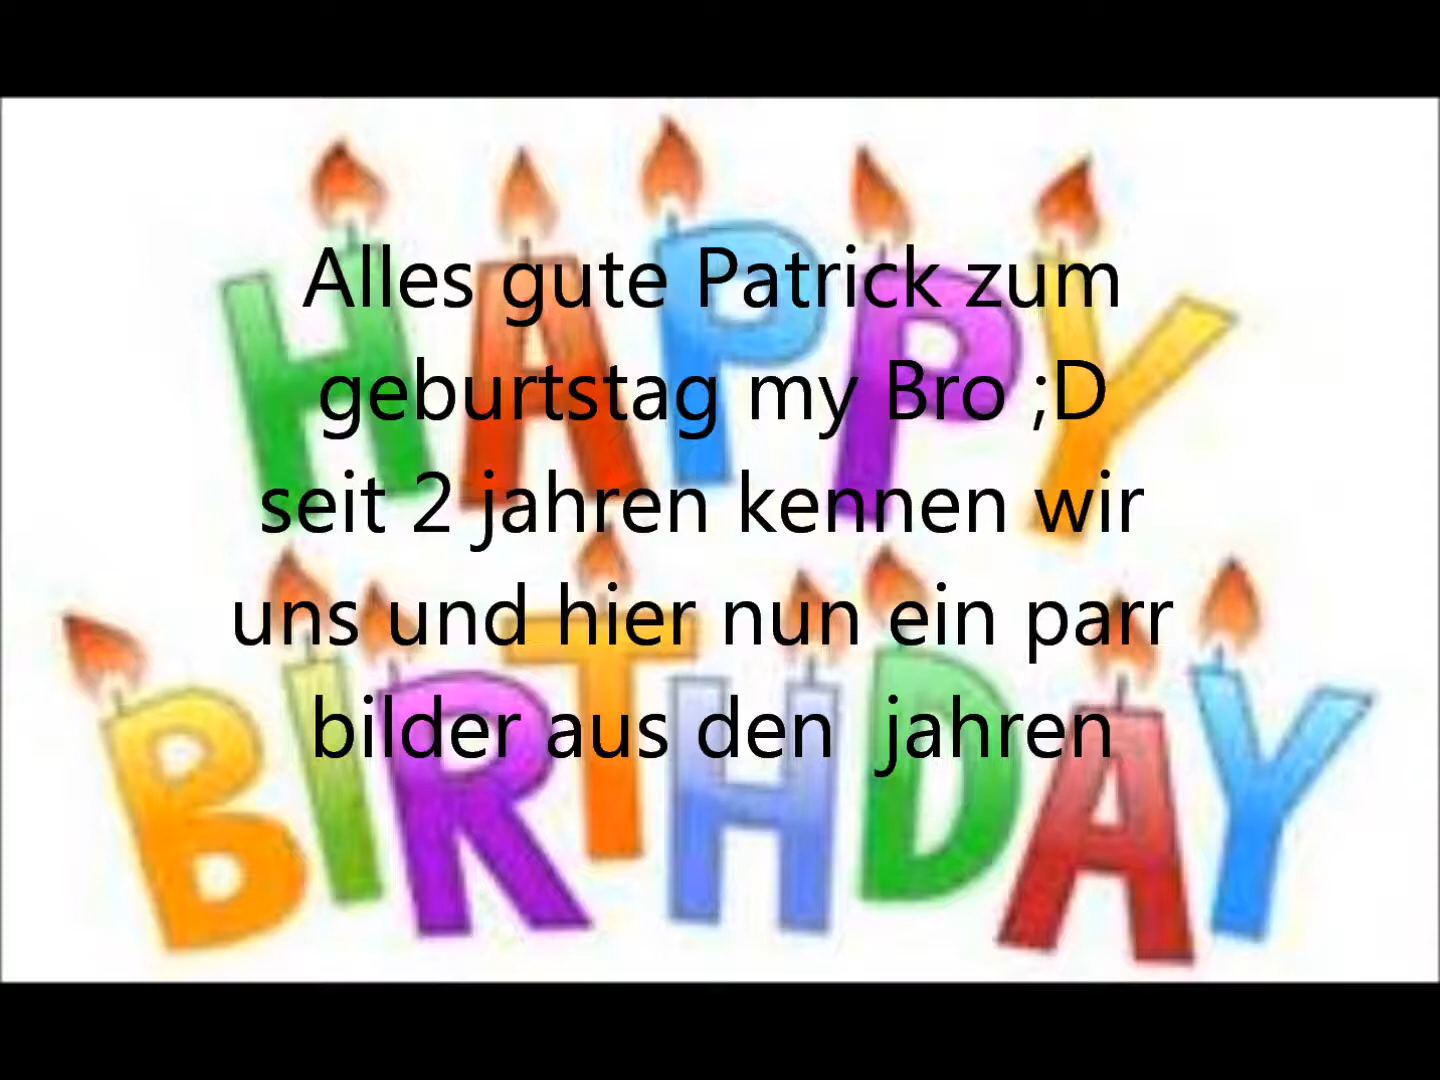 HAPPY
BIRTHDAY
Alles gute Patrick zum
geburtstag my Bro ;D
seit 2 jahren kennen wir
uns und hier nun ein parr
bilder aus den  jahren